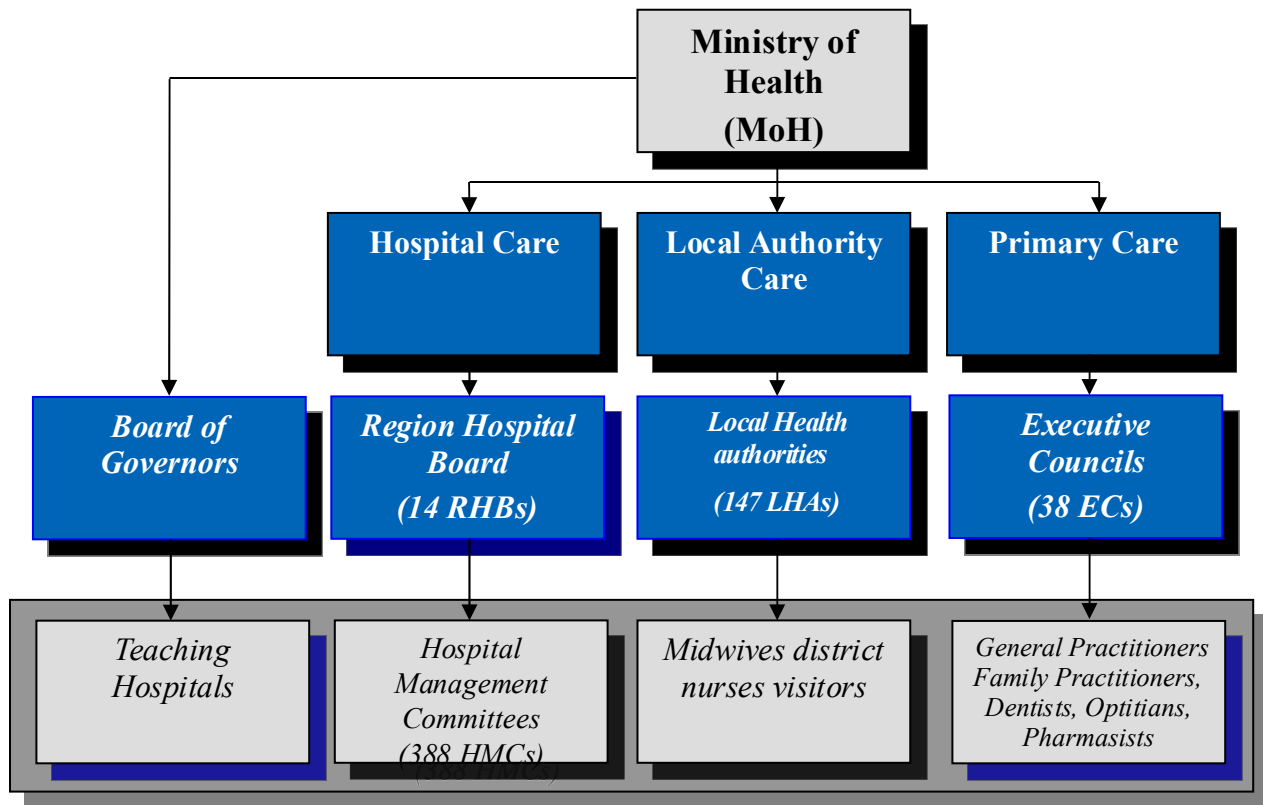 Ministry of
Health
(MoH)
Hospital Care
Local Authority
Care
Primary Care
Board of
Governors
Region Hospital
Board
(14 RHBs)
Local Health
authorities
(147 LHAs)
Executive
Councils
(38 ECs)
Teaching
Hospitals
Hospital
Management
Committees
(388 HMCs)
(388 HMCs)
Midwives district
nurses visitors
General Practitioners
Family Practitioners,
Dentists, Optitians,
Pharmasists